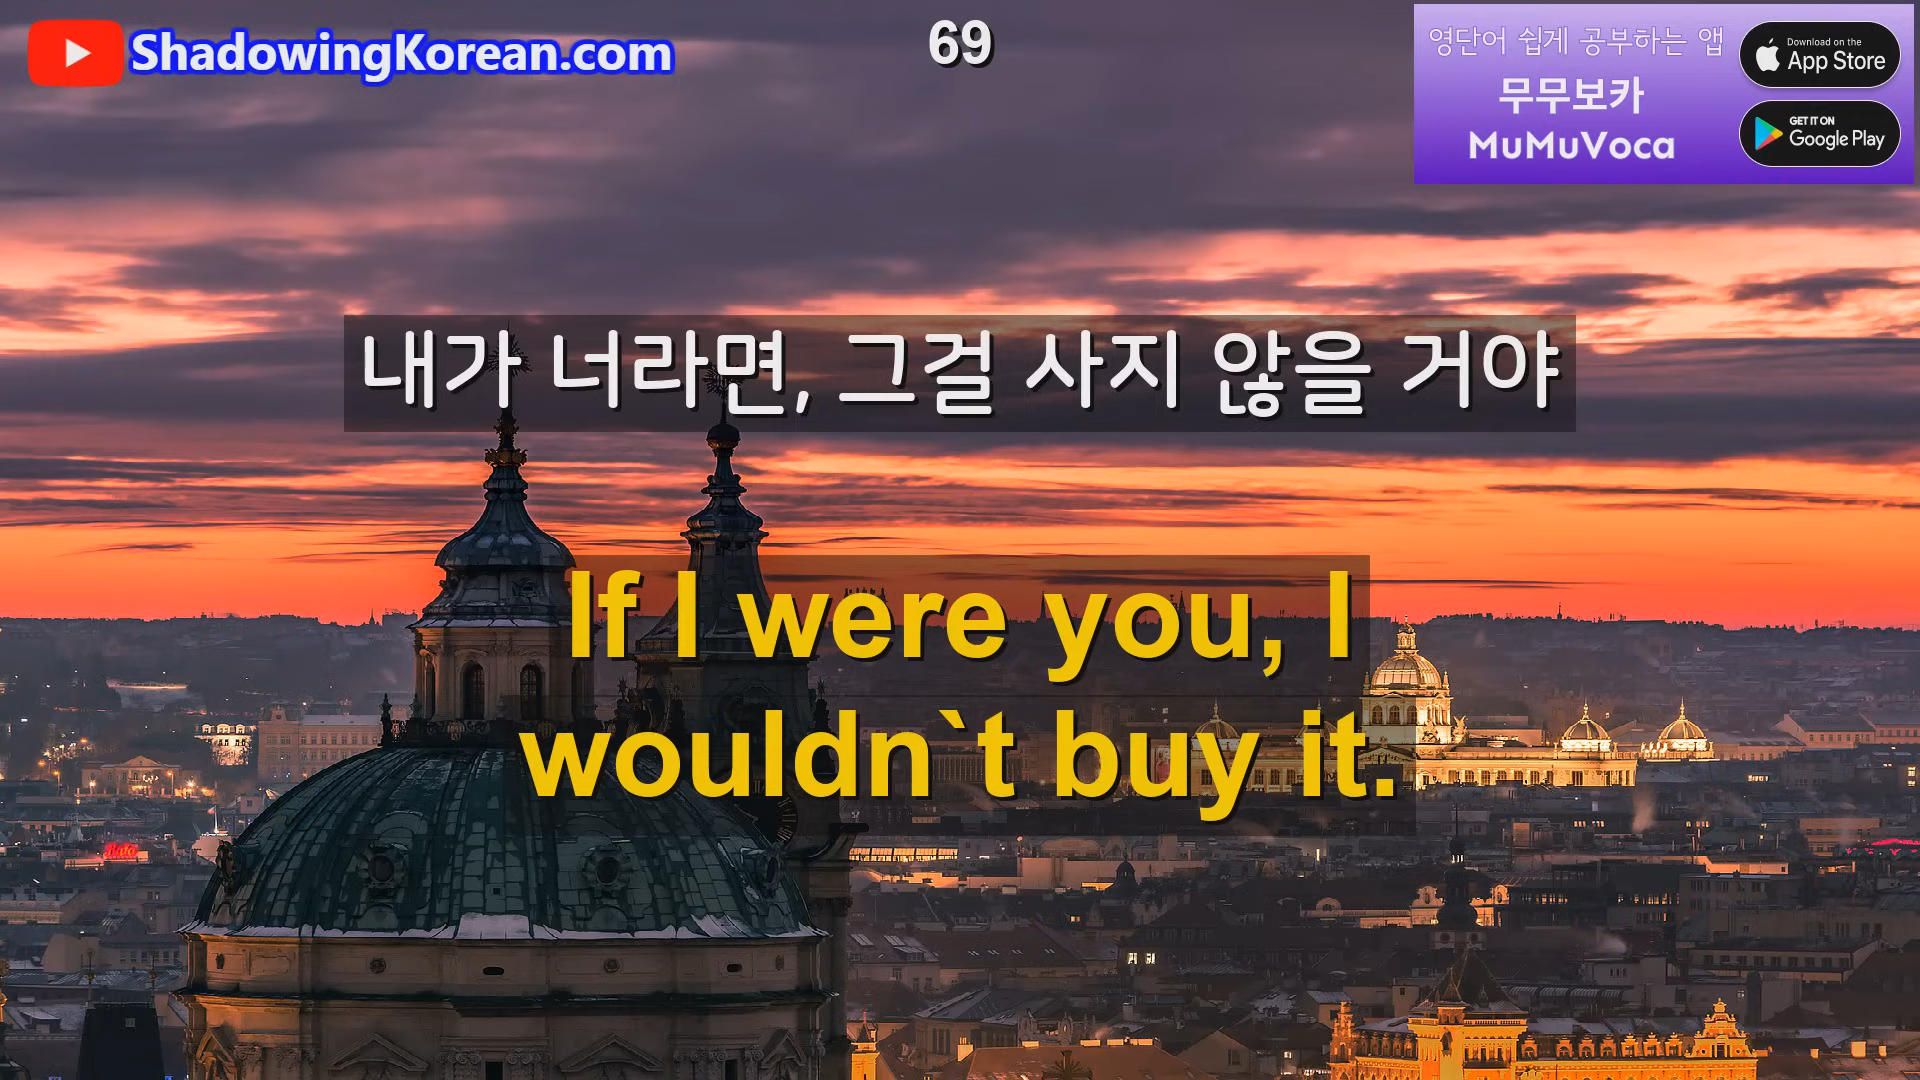 ShadowingKorean.com
69
영단어 쉽게 공부하는 앱
무무보카
MuMuVoca
Download on the
App Store
GET IT ON
Google Play
내가 너라면, 그걸 사지 않을 거야
If I were you, I
wouldn`t buy it.
Bata